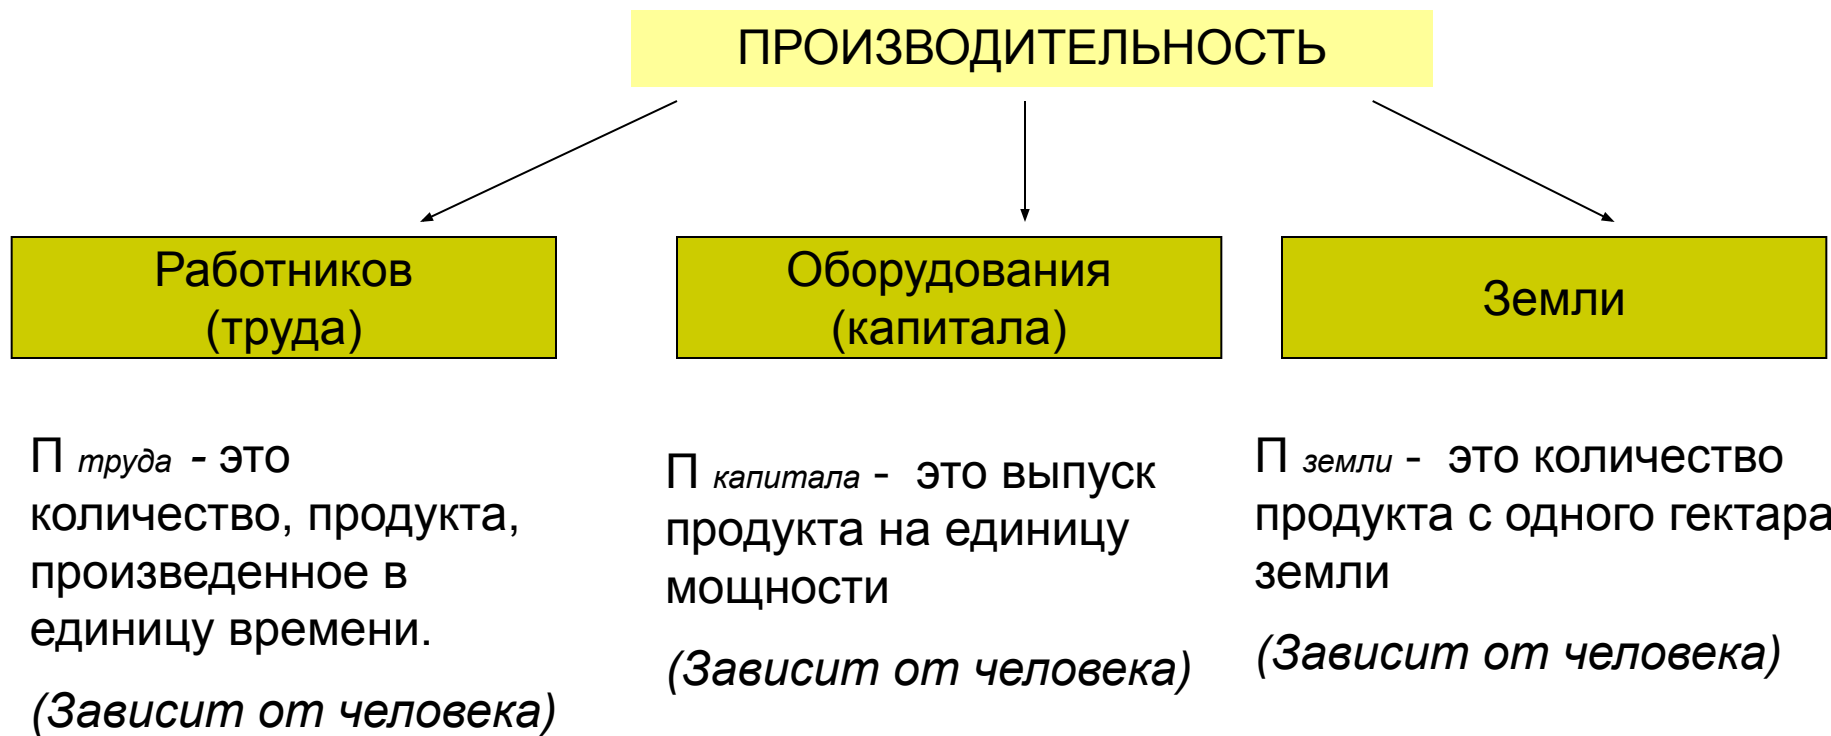 ПРОИЗВОДИТЕЛЬНОСТЬ
Работников
(труда)
Оборудования
(капитала)
Земли
П труда - это
количество, продукта,
произведенное в
единицу времени.
(Зависит от человека)
П капитала - это выпуск
продукта на единицу
мощности
(Зависит от человека)
П земли - это количество
продукта с одного гектара
земли
(Зависит от человека)